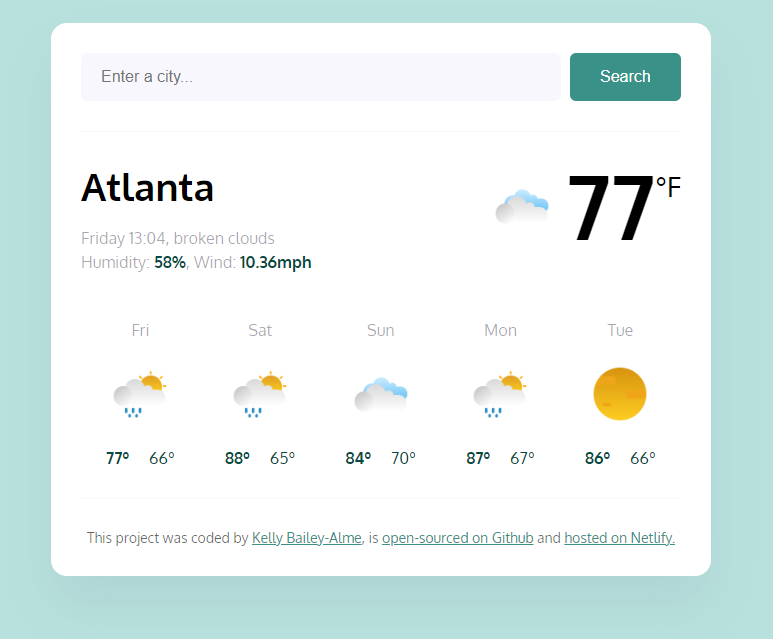 Enter a city...
Search
Atlanta
77°F
Friday 13:04, broken clouds
Humidity: 58%, Wind: 10.36mph
Fri Sat Sun Mon Tue
77° 66° 88° 65° 84° 70° 87° 67° 86° 66°
This project was coded by Kelly Bailey-Alme, is open-sourced on Github and hosted on Netlify.